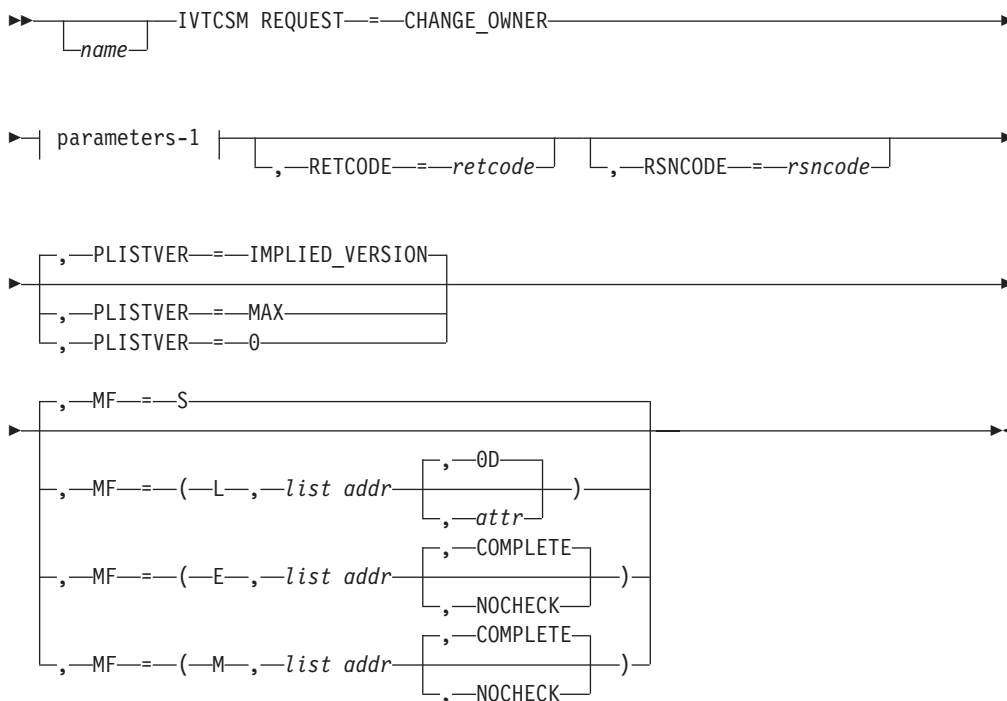 IVTCSM REQUEST = CHANGE_OWNER
name
parameters-1
, RETCODE = retcode , RSNCODE = rsncode
, PLISTVER = IMPLIED_VERSION
, PLISTVER = MAX
, PLISTVER = 0
, MF = S
, 0D
, MF = ( L , list addr )
, attr
, COMPLETE
, MF = ( E , list addr )
, NOCHECK
, COMPLETE
, MF = ( M , list addr )
, NOCHECK